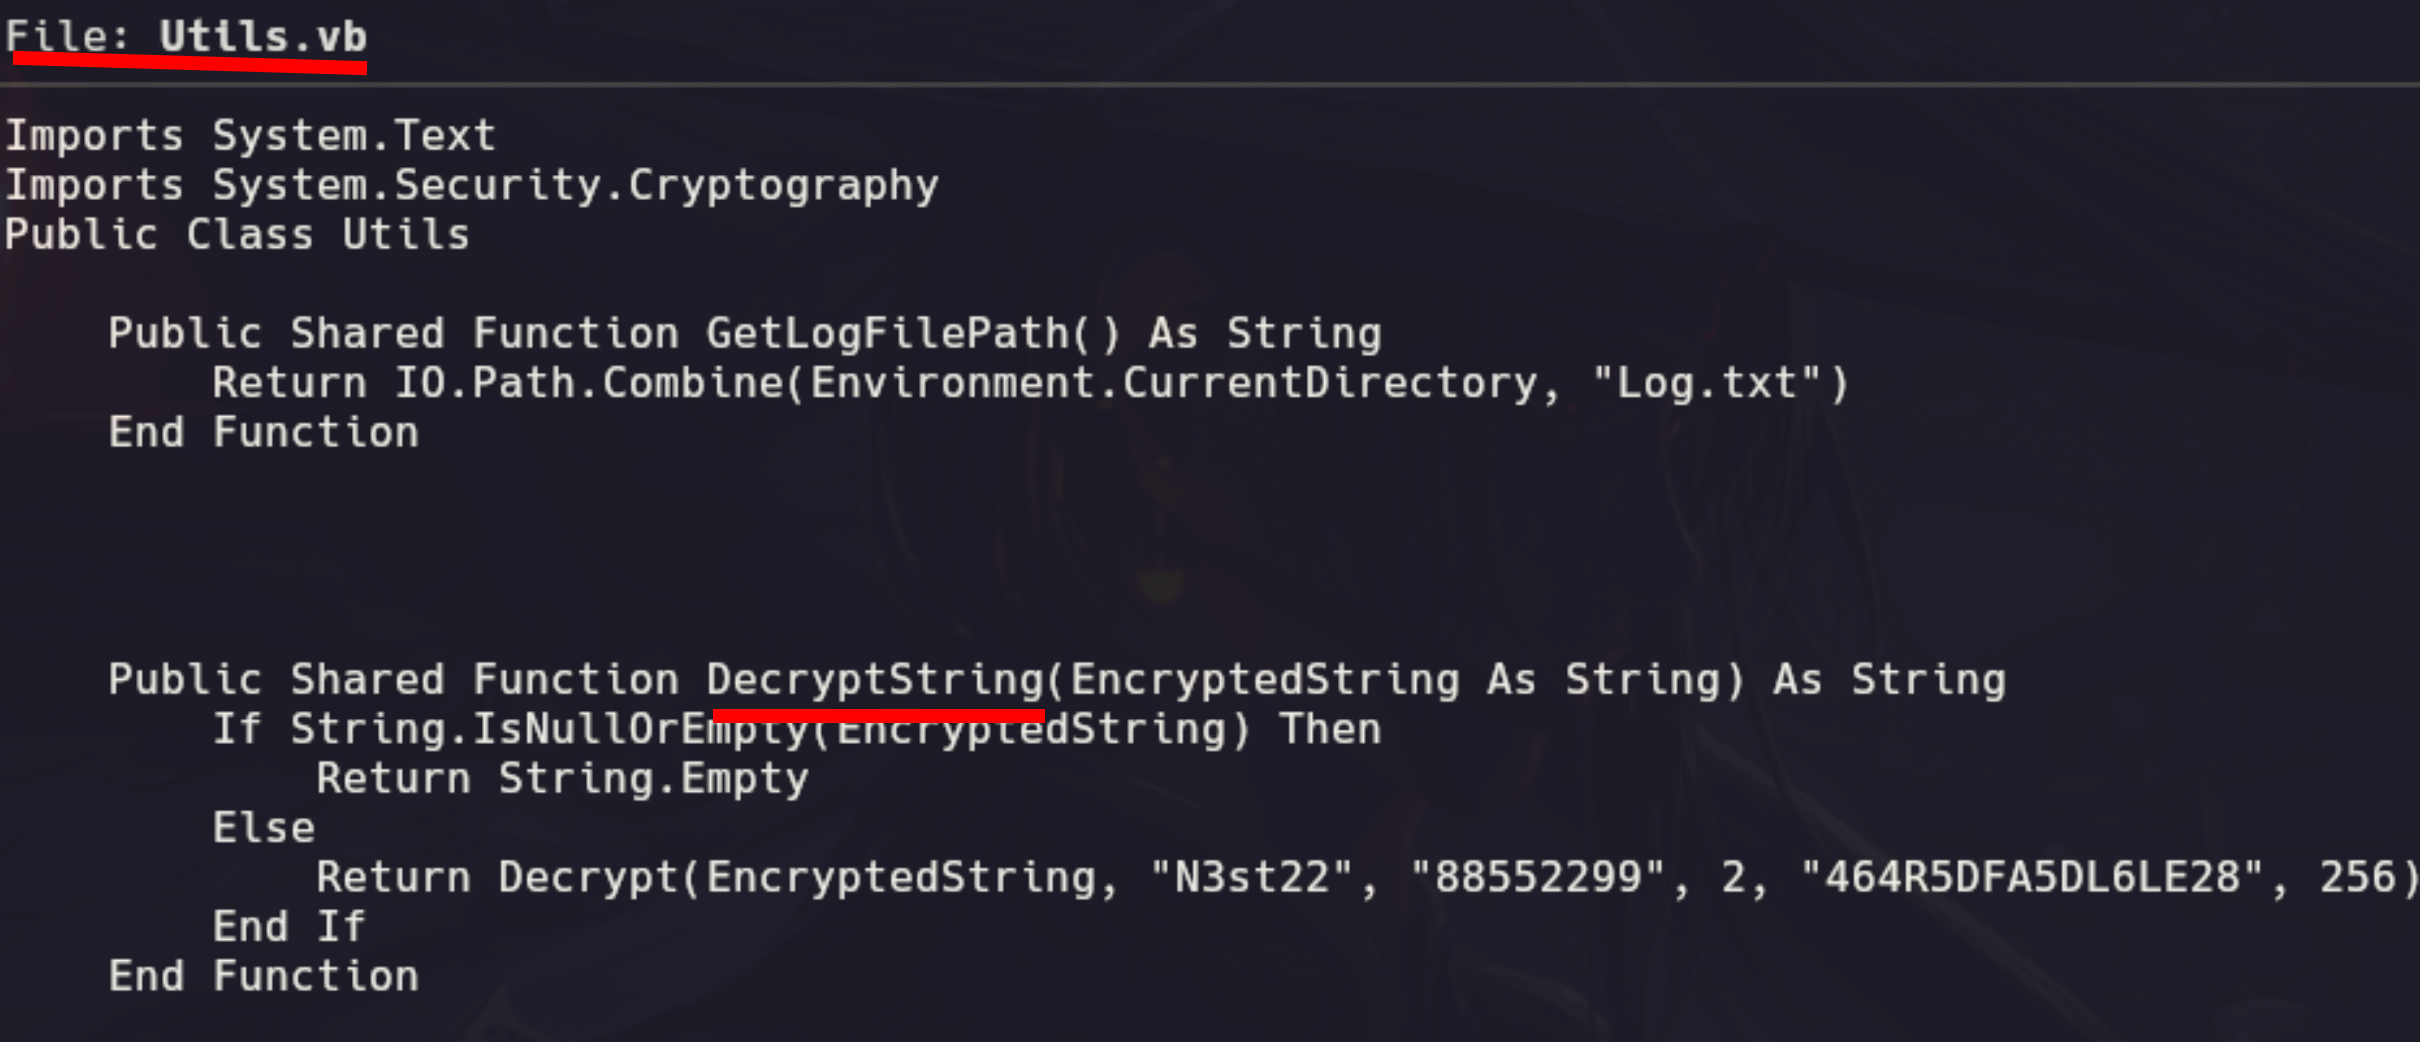 File: Utils.vb
Imports System.Text
Imports System.Security.Cryptography
Public Class Utils
Public Shared Function GetLogFilePath() As String
Return IO.Path.Combine(Environment.CurrentDirectory, "Log.txt")
End Function
Public Shared Function DecryptString(EncryptedString As String) As String
If String.IsNullOrEmpty(EncryptedString) Then
Return String.Empty
Else
Return Decrypt(EncryptedString, "N3st22", "88552299", 2, "464R5DFA5DL6LE28", 256)
End If
End Function